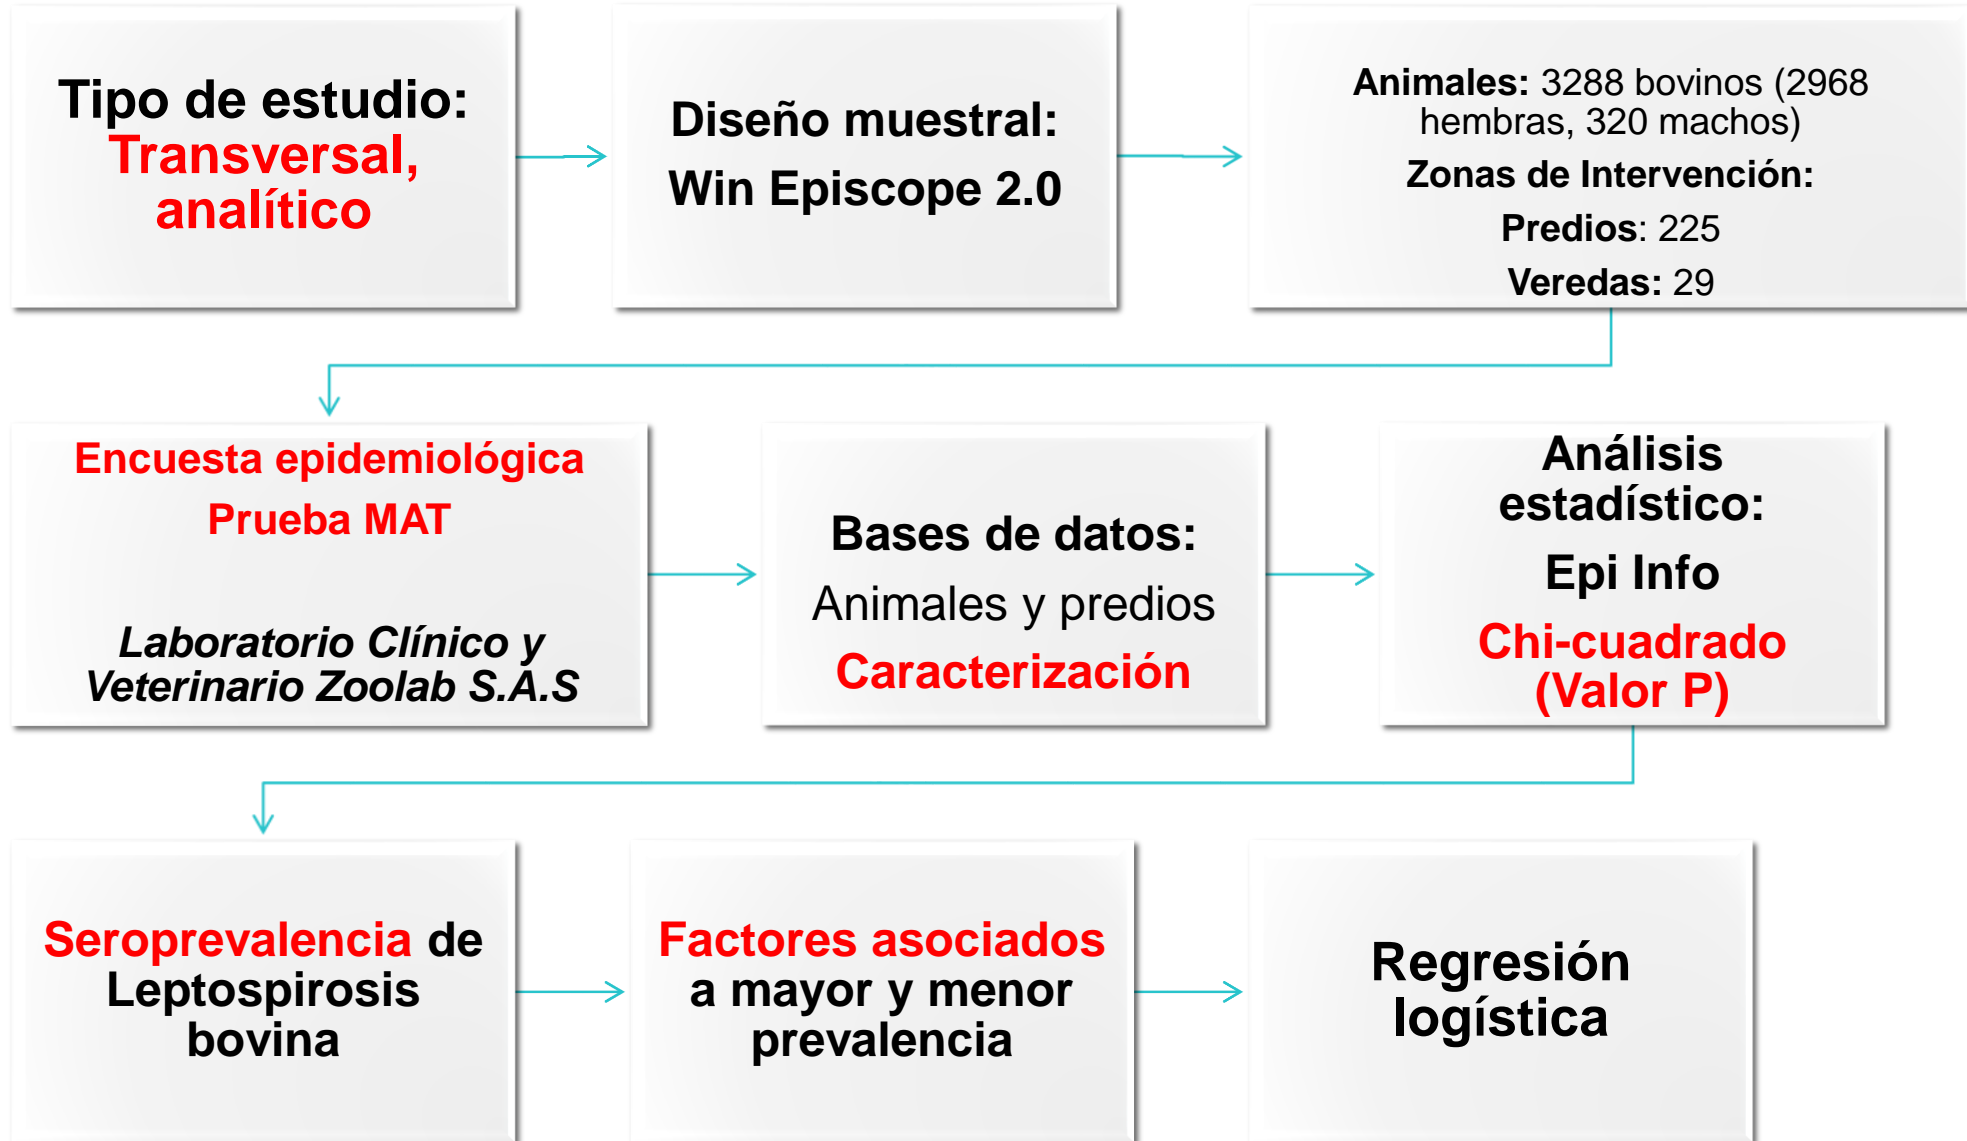 Tipo de estudio:
Transversal,
analítico
Diseño muestral:
Win Episcope 2.0
Animales: 3288 bovinos (2968
hembras, 320 machos)
Zonas de Intervención:
Predios: 225
Veredas: 29
Encuesta epidemiológica
Prueba MAT
Laboratorio Clínico y
Veterinario Zoolab S.A.S
Bases de datos:
Animales y predios
Caracterización
Análisis
estadístico:
Epi Info
Chi-cuadrado
(Valor P)
Seroprevalencia de
Leptospirosis
bovina
Factores asociados
a mayor y menor
prevalencia
Regresión
logística